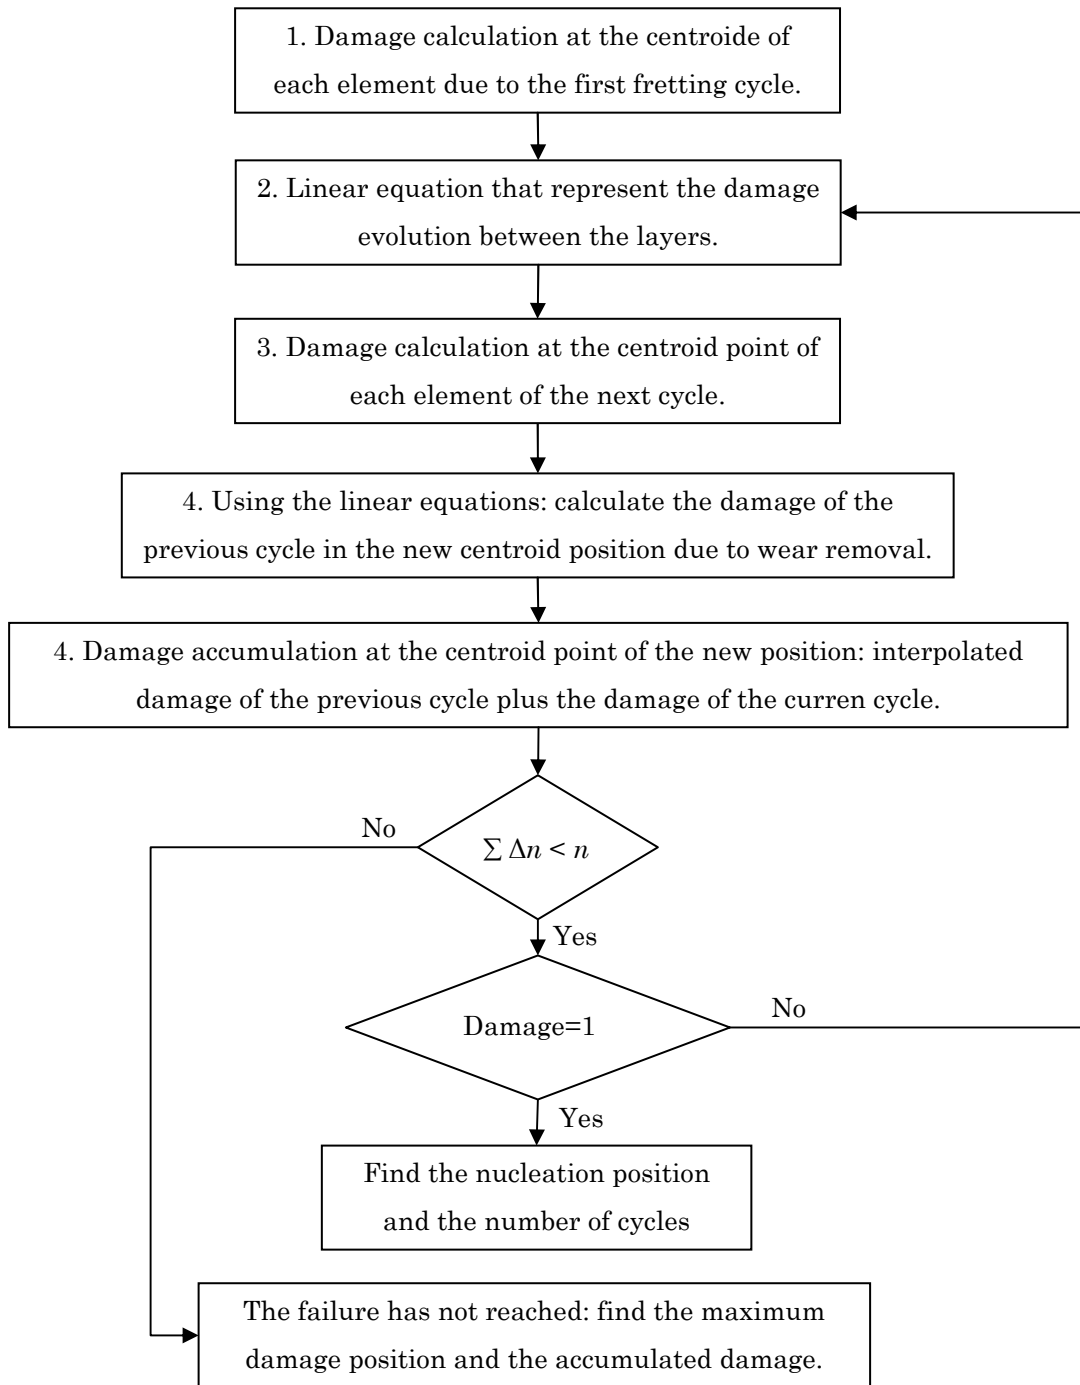 1. Damage calculation at the centroide of
each element due to the first fretting cycle.
2. Linear equation that represent the damage
evolution between the layers.
3. Damage calculation at the centroid point of
each element of the next cycle.
4. Using the linear equations: calculate the damage of the
previous cycle in the new centroid position due to wear removal.
4. Damage accumulation at the centroid point of the new position: interpolated
damage of the previous cycle plus the damage of the curren cycle.
No
∑ Δn < n
Yes
No
Damage=1
Yes
Find the nucleation position
and the number of cycles
The failure has not reached: find the maximum
damage position and the accumulated damage.